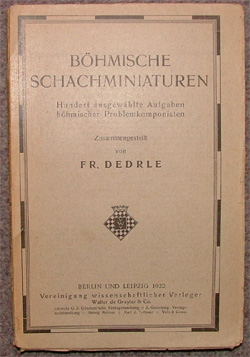 BÖHMISCHE
SCHACHMINIATUREN
Hundert ausgewählte Aufgaben
böhmischer Problemkomponisten
Zusammengestellt
von
FR. DEDRLE
BERLIN UND LEIPZIG 1922
Vereinigung wissenschaftlicher Verleger
Walter de Gruyter & Co.